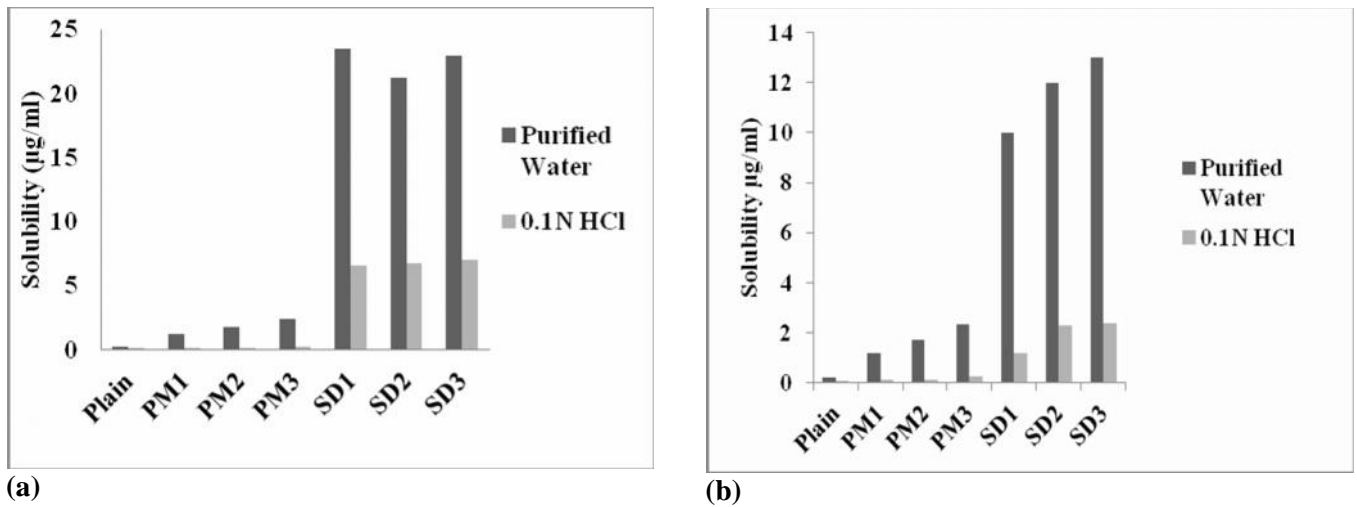 25
20
15
10
5
0
Solubility (µg/ml)
Plain
PM1
PM2
PM3
SD1
SD2
SD3
Purified
Water
0.1N HCl
(a)
14
12
10
8
6
4
2
0
Solubility µg/ml)
Plain
PM1
PM2
PM3
SD1
SD2
SD3
Purified
Water
0.1N HCl
(b)